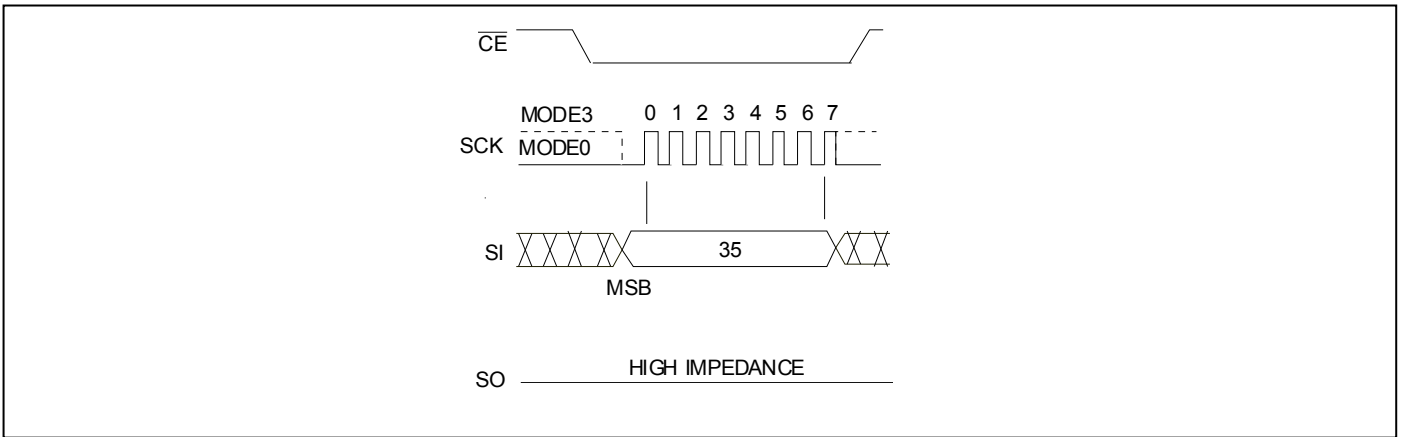 CE
MODE3 0 1 2 3 4 5 6 7
SCK MODE0
SI 35
MSB
SO HIGH IMPEDANCE